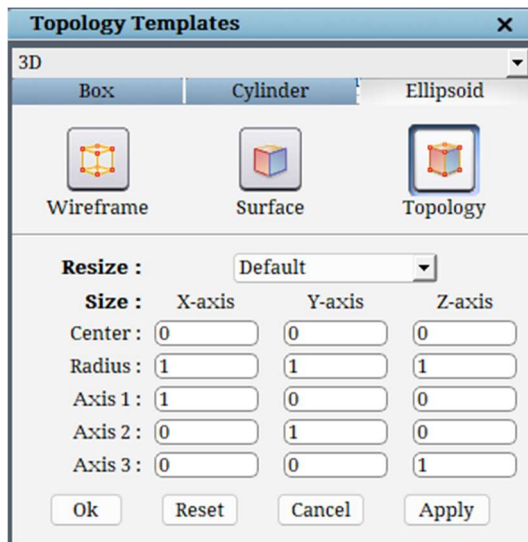 Topology Templates ×
3D
Box Cylinder Ellipsoid
Wireframe Surface Topology
Resize : Default
Size : X-axis Y-axis Z-axis
Center : 0 0 0
Radius : 1 1 1
Axis 1 : 1 0 0
Axis 2 : 0 1 0
Axis 3 : 0 0 1
Ok Reset Cancel Apply